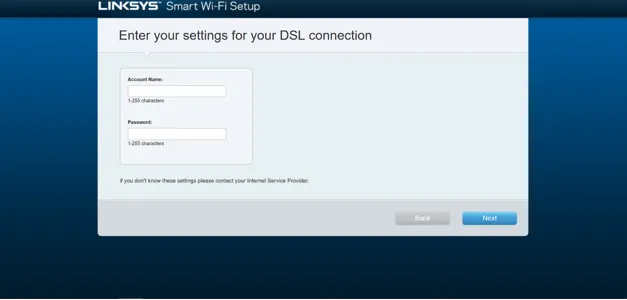 LINKSYS Smart Wi-Fi Setup
Enter your settings for your DSL connection
Account Name:
1-255 characters
Password:
1-255 characters
If you don't know these settings please contact your Internet Service Provider.
Back Next